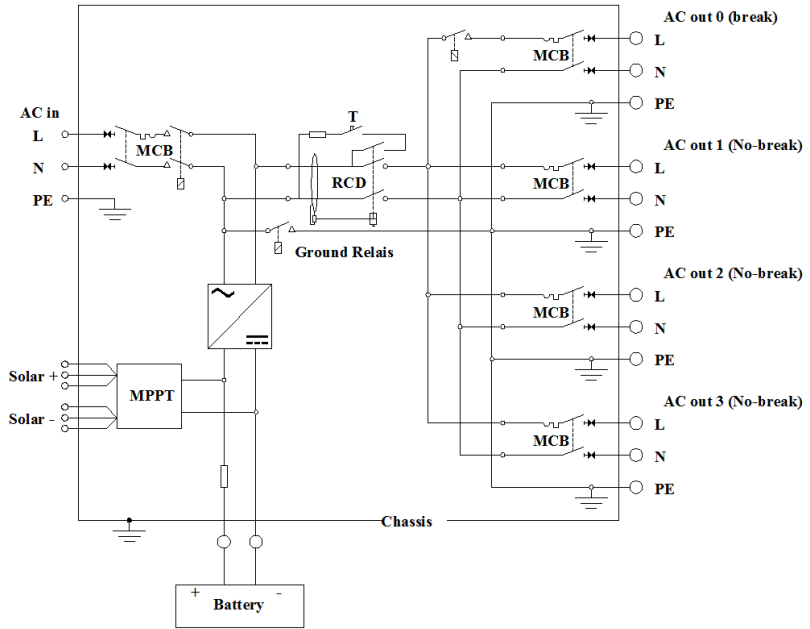 AC out 0 (break)
L
MCB
N
PE
AC in
L
MCB
N
PE
T
RCD
Ground Relais
AC out 1 (No-break)
L
MCB
N
PE
AC out 2 (No-break)
L
MCB
N
PE
Solar +
MPPT
Solar -
AC out 3 (No-break)
L
MCB
N
PE
Chassis
+ -
Battery